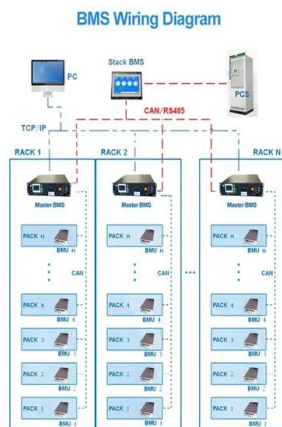 BMS Wiring Diagram
PC
Stack BMS
PCS
CAN/RS485
TCP/IP
RACK 1
RACK 2
RACK N
Master BMS
Master BMS
Master BMS
PACK n
BMU n
PACK n
BMU n
PACK n
BMU n
CAN
CAN
CAN
PACK 4
BMU 4
PACK 4
BMU 4
PACK 4
BMU 4
PACK 3
BMU 3
PACK 3
BMU 3
PACK 3
BMU 3
PACK 2
BMU 2
PACK 2
BMU 2
PACK 2
BMU 2
PACK 1
BMU 1
PACK 1
BMU 1
PACK 1
BMU 1